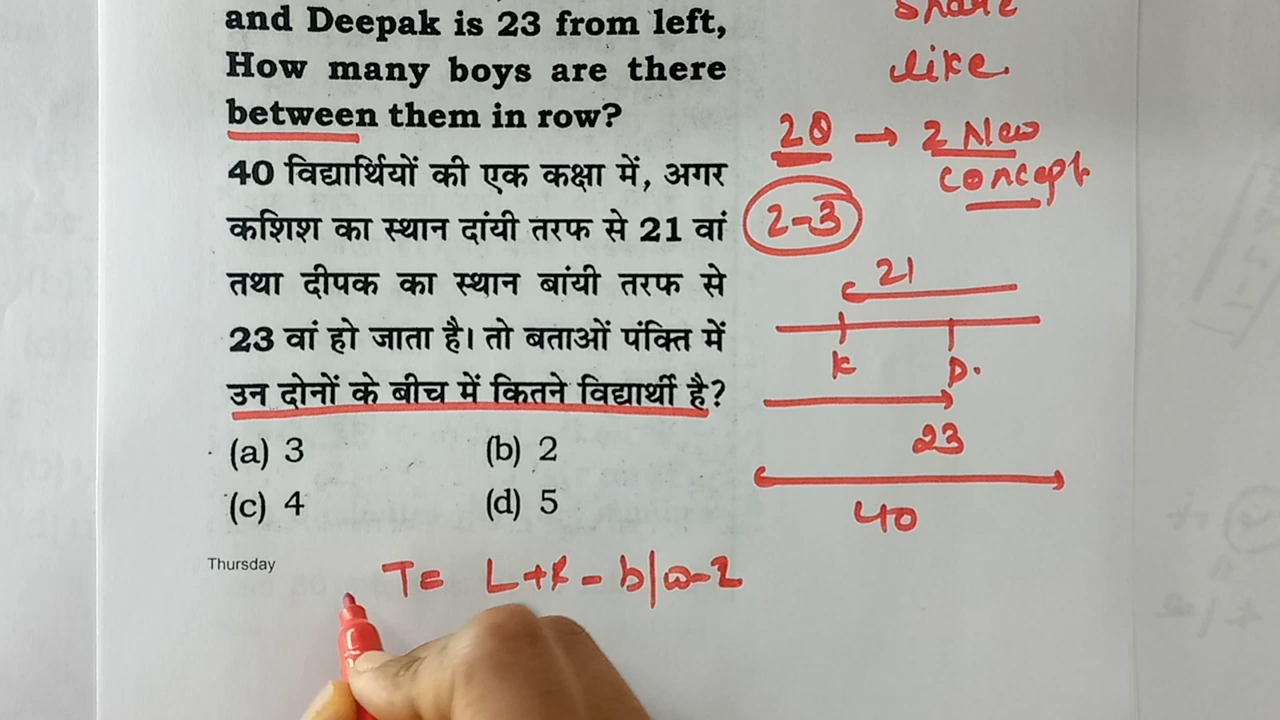 and Deepak is 23 from left,
How many boys are there
between them in row?
40 विद्यार्थियों की एक कक्षा में, अगर
कशिश का स्थान दांयी तरफ से 21 वां
तथा दीपक का स्थान बांयी तरफ से
23 वां हो जाता है। तो बताओं पंक्ति में
उन दोनों के बीच में कितने विद्यार्थी है?
(a) 3 (b) 2
(c) 4 (d) 5
Thursday
T= L+R - b|w-2
share
like
20 → 2 New
concept
2-3
21
K D.
23
40